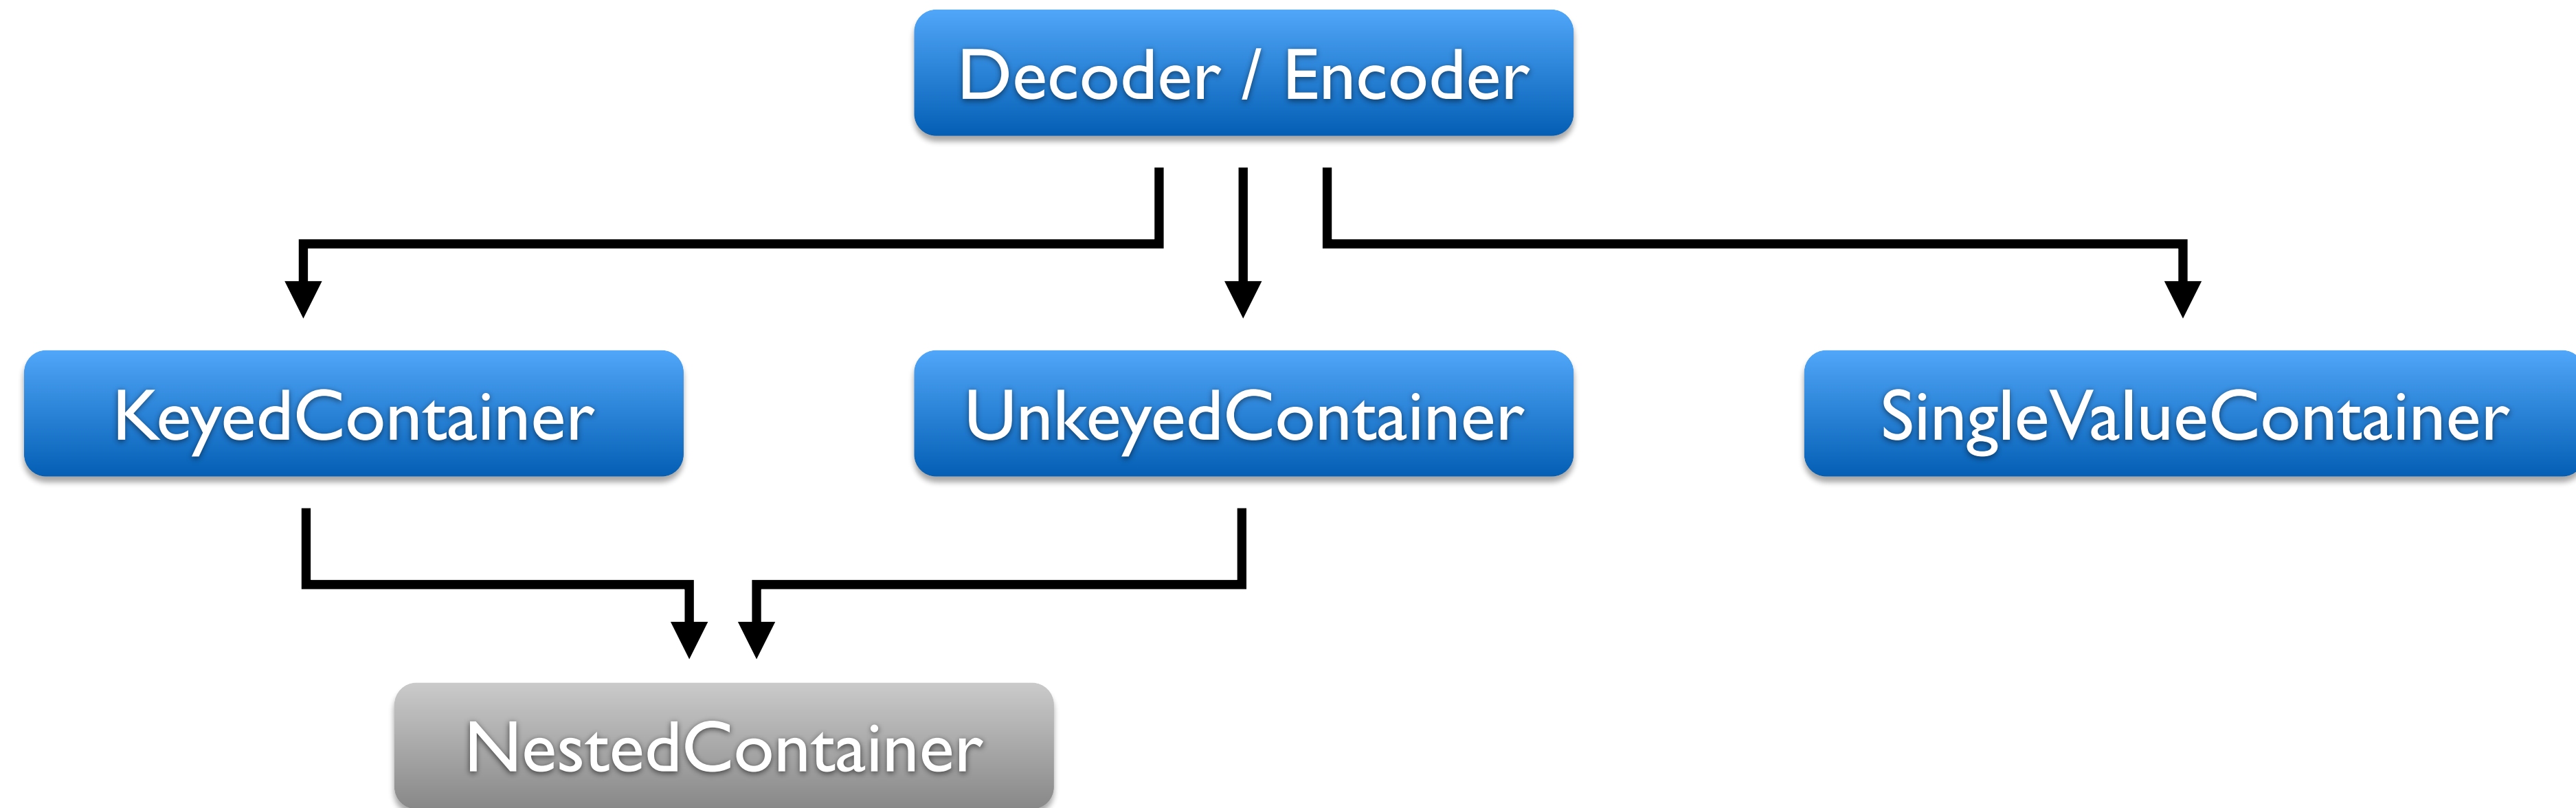 Decoder / Encoder
KeyedContainer
UnkeyedContainer
SingleValueContainer
NestedContainer